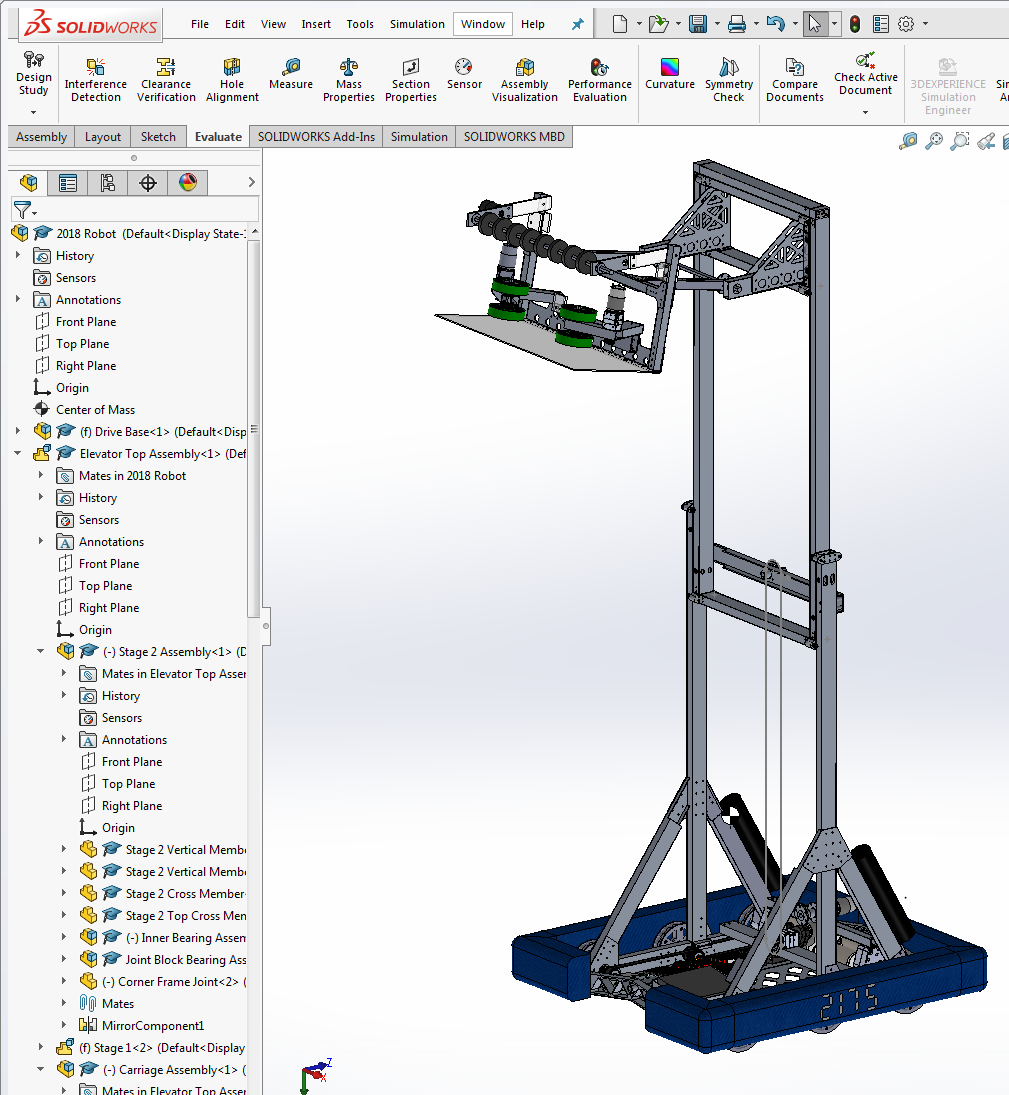 SOLIDWORKS File Edit View Insert Tools Simulation Window Help
Design Study
Interference Detection
Clearance Verification
Hole Alignment
Measure
Mass Properties
Section Properties
Sensor
Assembly Visualization
Performance Evaluation
Curvature
Symmetry Check
Compare Documents
Check Active Document
3DEXPERIENCE Simulation Engineer
Assembly Layout Sketch Evaluate SOLIDWORKS Add-Ins Simulation SOLIDWORKS MBD
2018 Robot (Default<Display State-
History
Sensors
Annotations
Front Plane
Top Plane
Right Plane
Origin
Center of Mass
(f) Drive Base<1> (Default<Disp
Elevator Top Assembly<1> (Def
Mates in 2018 Robot
History
Sensors
Annotations
Front Plane
Top Plane
Right Plane
Origin
(-) Stage 2 Assembly<1> (D
Mates in Elevator Top Asser
History
Sensors
Annotations
Front Plane
Top Plane
Right Plane
Origin
Stage 2 Vertical Memb
Stage 2 Vertical Memb
Stage 2 Cross Member
Stage 2 Top Cross Mem
(-) Inner Bearing Assem
Joint Block Bearing Ass
(-) Corner Frame Joint<2> (
Mates
MirrorComponent1
(f) Stage 1<2> (Default<Display
(-) Carriage Assembly<1> (
Mates in Elevator Top Asser
2175
Z
X